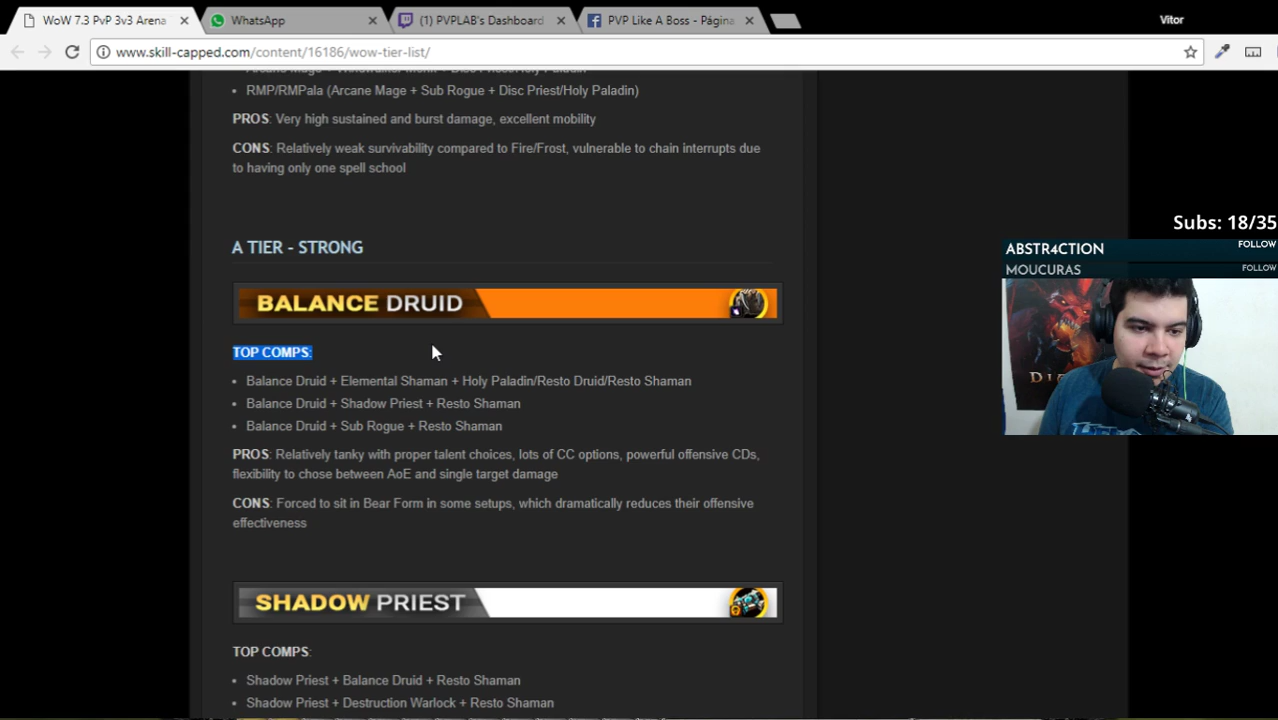 WoW 7.3 PvP 3v3 Arena
WhatsApp
(1) PVPLAB's Dashboard
PVP Like A Boss - Página
Vitor
www.skill-capped.com/content/16186/wow-tier-list/
RMP/RMPala (Arcane Mage + Sub Rogue + Disc Priest/Holy Paladin)
PROS: Very high sustained and burst damage, excellent mobility
CONS: Relatively weak survivability compared to Fire/Frost, vulnerable to chain interrupts due
to having only one spell school
A TIER - STRONG
BALANCE DRUID
TOP COMPS:
Balance Druid + Elemental Shaman + Holy Paladin/Resto Druid/Resto Shaman
Balance Druid + Shadow Priest + Resto Shaman
Balance Druid + Sub Rogue + Resto Shaman
PROS: Relatively tanky with proper talent choices, lots of CC options, powerful offensive CDs,
flexibility to chose between AoE and single target damage
CONS: Forced to sit in Bear Form in some setups, which dramatically reduces their offensive
effectiveness
SHADOW PRIEST
TOP COMPS:
Shadow Priest + Balance Druid + Resto Shaman
Shadow Priest + Destruction Warlock + Resto Shaman
Subs: 18/35
ABSTR4CTION FOLLOW
MOUCURAS FOLLOW